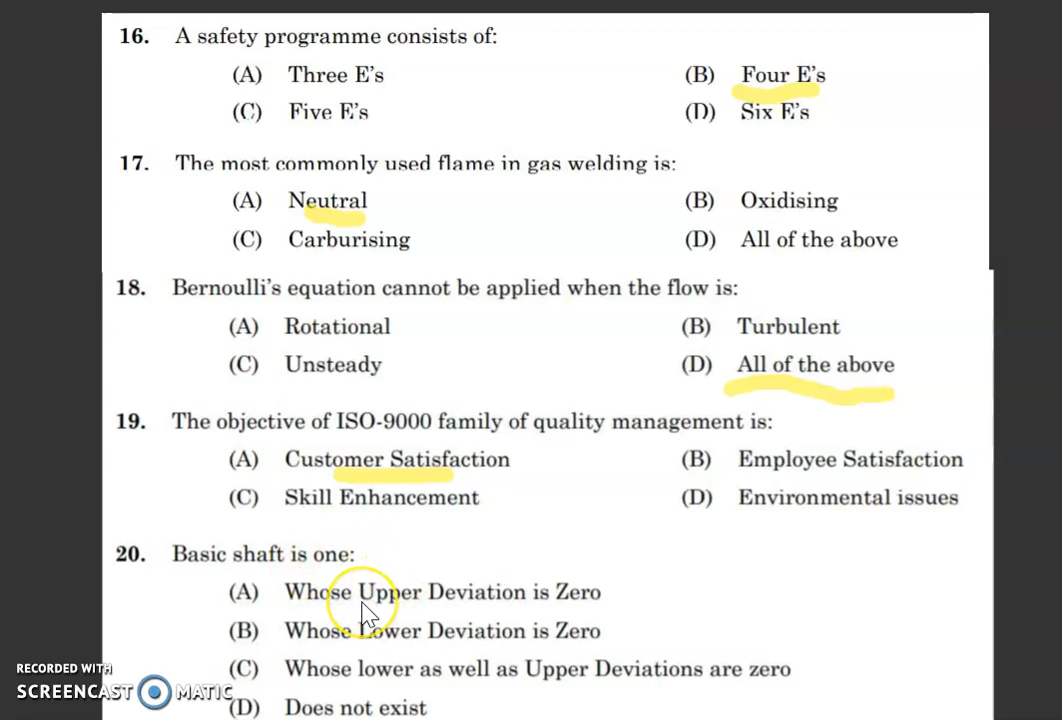 16. A safety programme consists of:
(A) Three E's (B) Four E's
(C) Five E's (D) Six E's
17. The most commonly used flame in gas welding is:
(A) Neutral (B) Oxidising
(C) Carburising (D) All of the above
18. Bernoulli's equation cannot be applied when the flow is:
(A) Rotational (B) Turbulent
(C) Unsteady (D) All of the above
19. The objective of ISO-9000 family of quality management is:
(A) Customer Satisfaction (B) Employee Satisfaction
(C) Skill Enhancement (D) Environmental issues
20. Basic shaft is one:
(A) Whose Upper Deviation is Zero
(B) Whose Lower Deviation is Zero
(C) Whose lower as well as Upper Deviations are zero
(D) Does not exist
RECORDED WITH
SCREENCAST MATIC